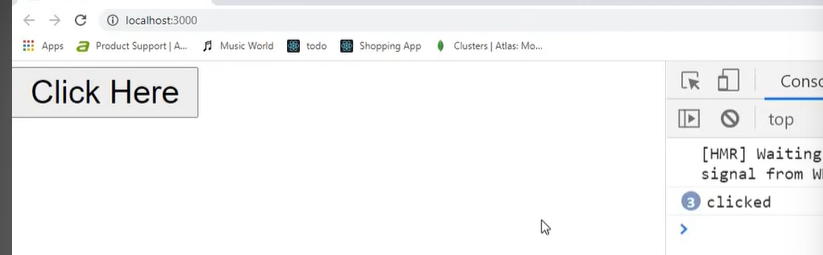 localhost:3000
Apps Product Support | A... Music World todo Shopping App Clusters | Atlas: Mo...
Click Here
Conso
top
[HMR] Waiting
signal from W
3 clicked